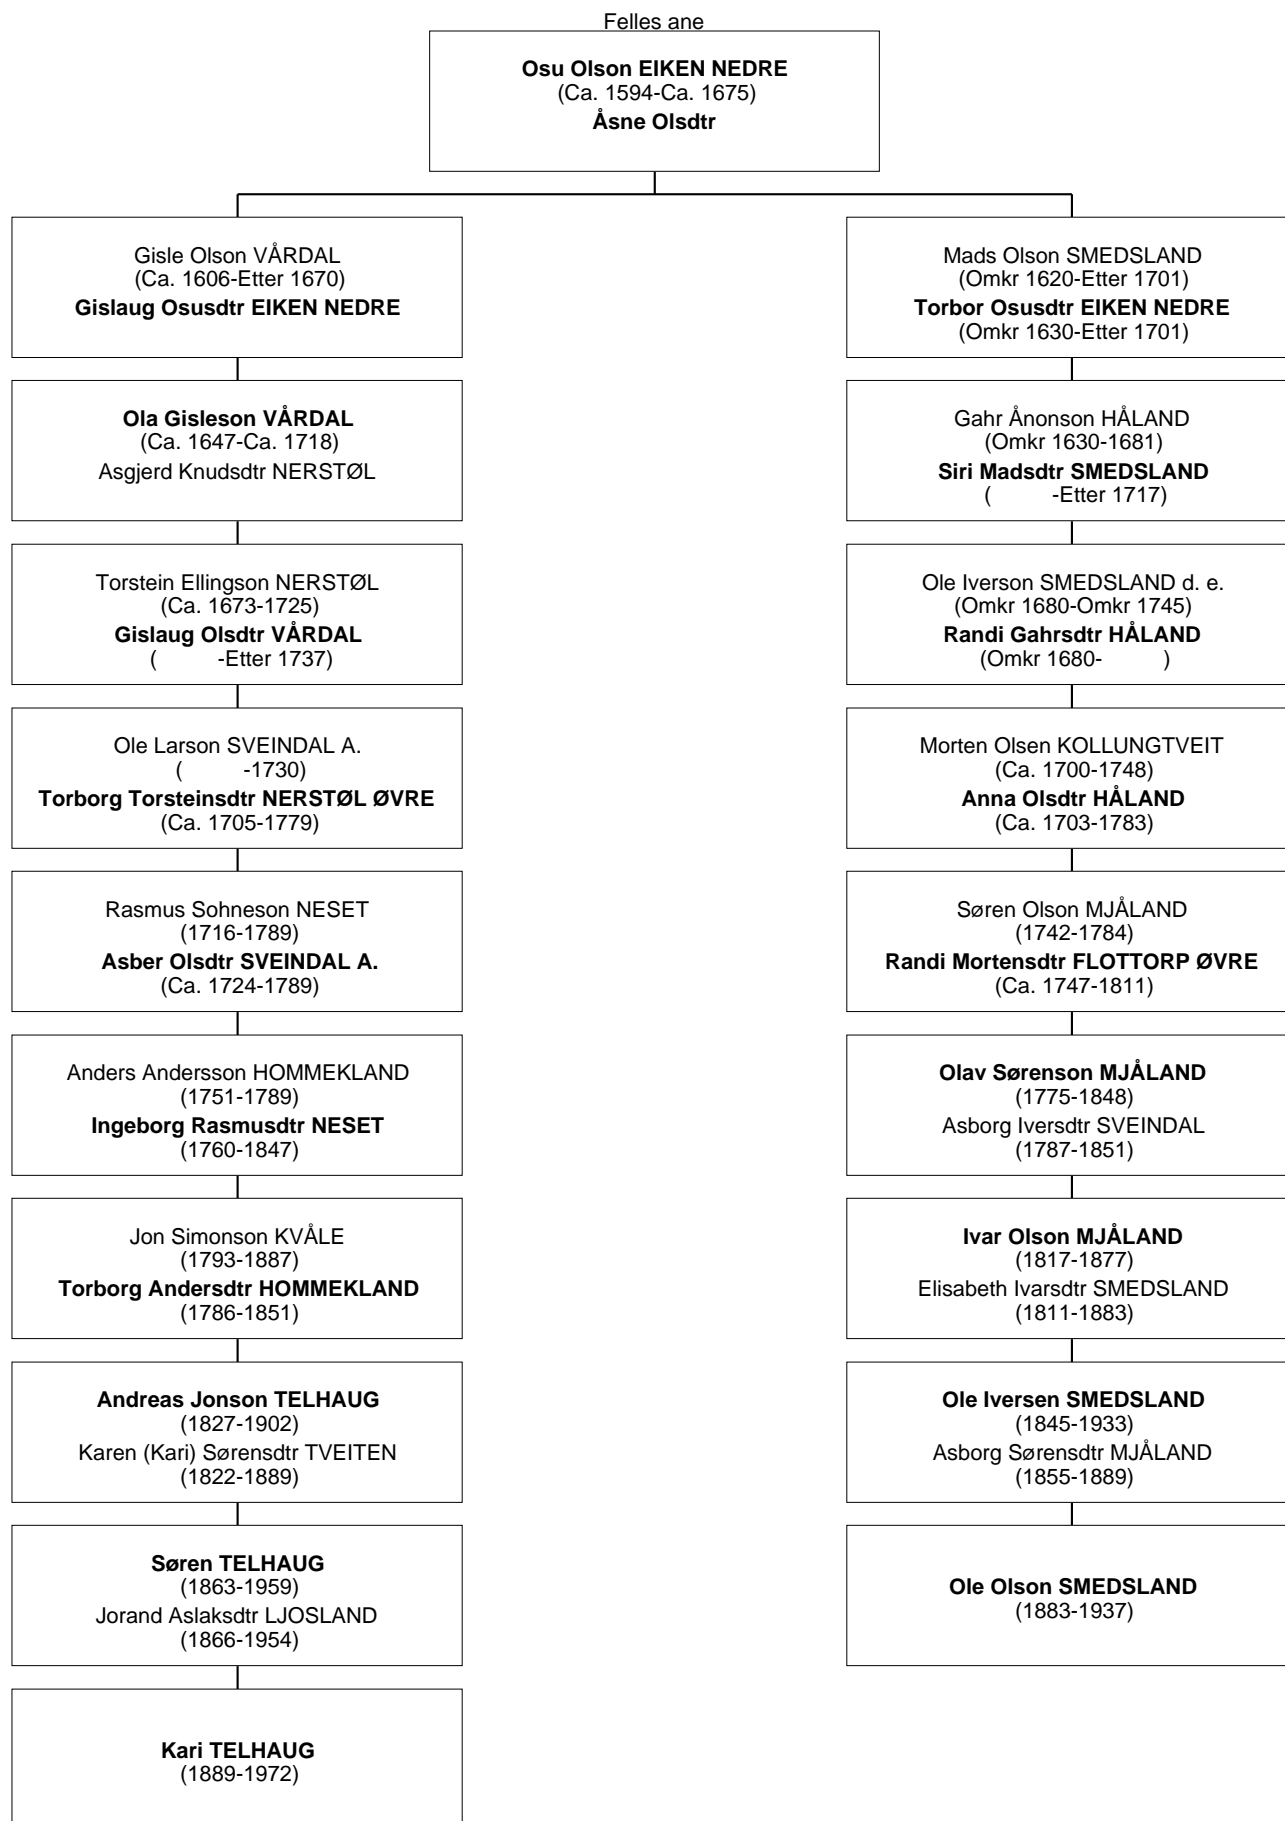 Felles ane
Osu Olson EIKEN NEDRE
(Ca. 1594-Ca. 1675)
Åsne Olsdtr
Gisle Olson VÅRDAL
(Ca. 1606-Etter 1670)
Gislaug Osusdtr EIKEN NEDRE
Mads Olson SMEDSLAND
(Omkr 1620-Etter 1701)
Torbor Osusdtr EIKEN NEDRE
(Omkr 1630-Etter 1701)
Ola Gisleson VÅRDAL
(Ca. 1647-Ca. 1718)
Asgjerd Knudsdtr NERSTØL
Gahr Ånonson HÅLAND
(Omkr 1630-1681)
Siri Madsdtr SMEDSLAND
( -Etter 1717)
Torstein Ellingson NERSTØL
(Ca. 1673-1725)
Gislaug Olsdtr VÅRDAL
( -Etter 1737)
Ole Iverson SMEDSLAND d. e.
(Omkr 1680-Omkr 1745)
Randi Gahrsdtr HÅLAND
(Omkr 1680- )
Ole Larson SVEINDAL A.
( -1730)
Torborg Torsteinsdtr NERSTØL ØVRE
(Ca. 1705-1779)
Morten Olsen KOLLUNGTVEIT
(Ca. 1700-1748)
Anna Olsdtr HÅLAND
(Ca. 1703-1783)
Rasmus Sohneson NESET
(1716-1789)
Asber Olsdtr SVEINDAL A.
(Ca. 1724-1789)
Søren Olson MJÅLAND
(1742-1784)
Randi Mortensdtr FLOTTORP ØVRE
(Ca. 1747-1811)
Anders Andersson HOMMEKLAND
(1751-1789)
Ingeborg Rasmusdtr NESET
(1760-1847)
Olav Sørenson MJÅLAND
(1775-1848)
Asborg Iversdtr SVEINDAL
(1787-1851)
Jon Simonson KVÅLE
(1793-1887)
Torborg Andersdtr HOMMEKLAND
(1786-1851)
Ivar Olson MJÅLAND
(1817-1877)
Elisabeth Ivarsdtr SMEDSLAND
(1811-1883)
Andreas Jonson TELHAUG
(1827-1902)
Karen (Kari) Sørensdtr TVEITEN
(1822-1889)
Ole Iversen SMEDSLAND
(1845-1933)
Asborg Sørensdtr MJÅLAND
(1855-1889)
Søren TELHAUG
(1863-1959)
Jorand Aslaksdtr LJOSLAND
(1866-1954)
Ole Olson SMEDSLAND
(1883-1937)
Kari TELHAUG
(1889-1972)